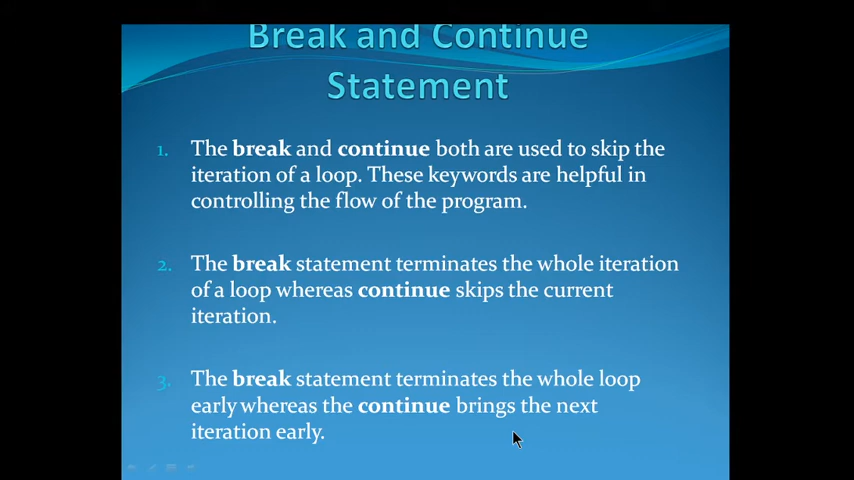 Break and Continue
Statement
1. The break and continue both are used to skip the
iteration of a loop. These keywords are helpful in
controlling the flow of the program.
2. The break statement terminates the whole iteration
of a loop whereas continue skips the current
iteration.
3. The break statement terminates the whole loop
early whereas the continue brings the next
iteration early.